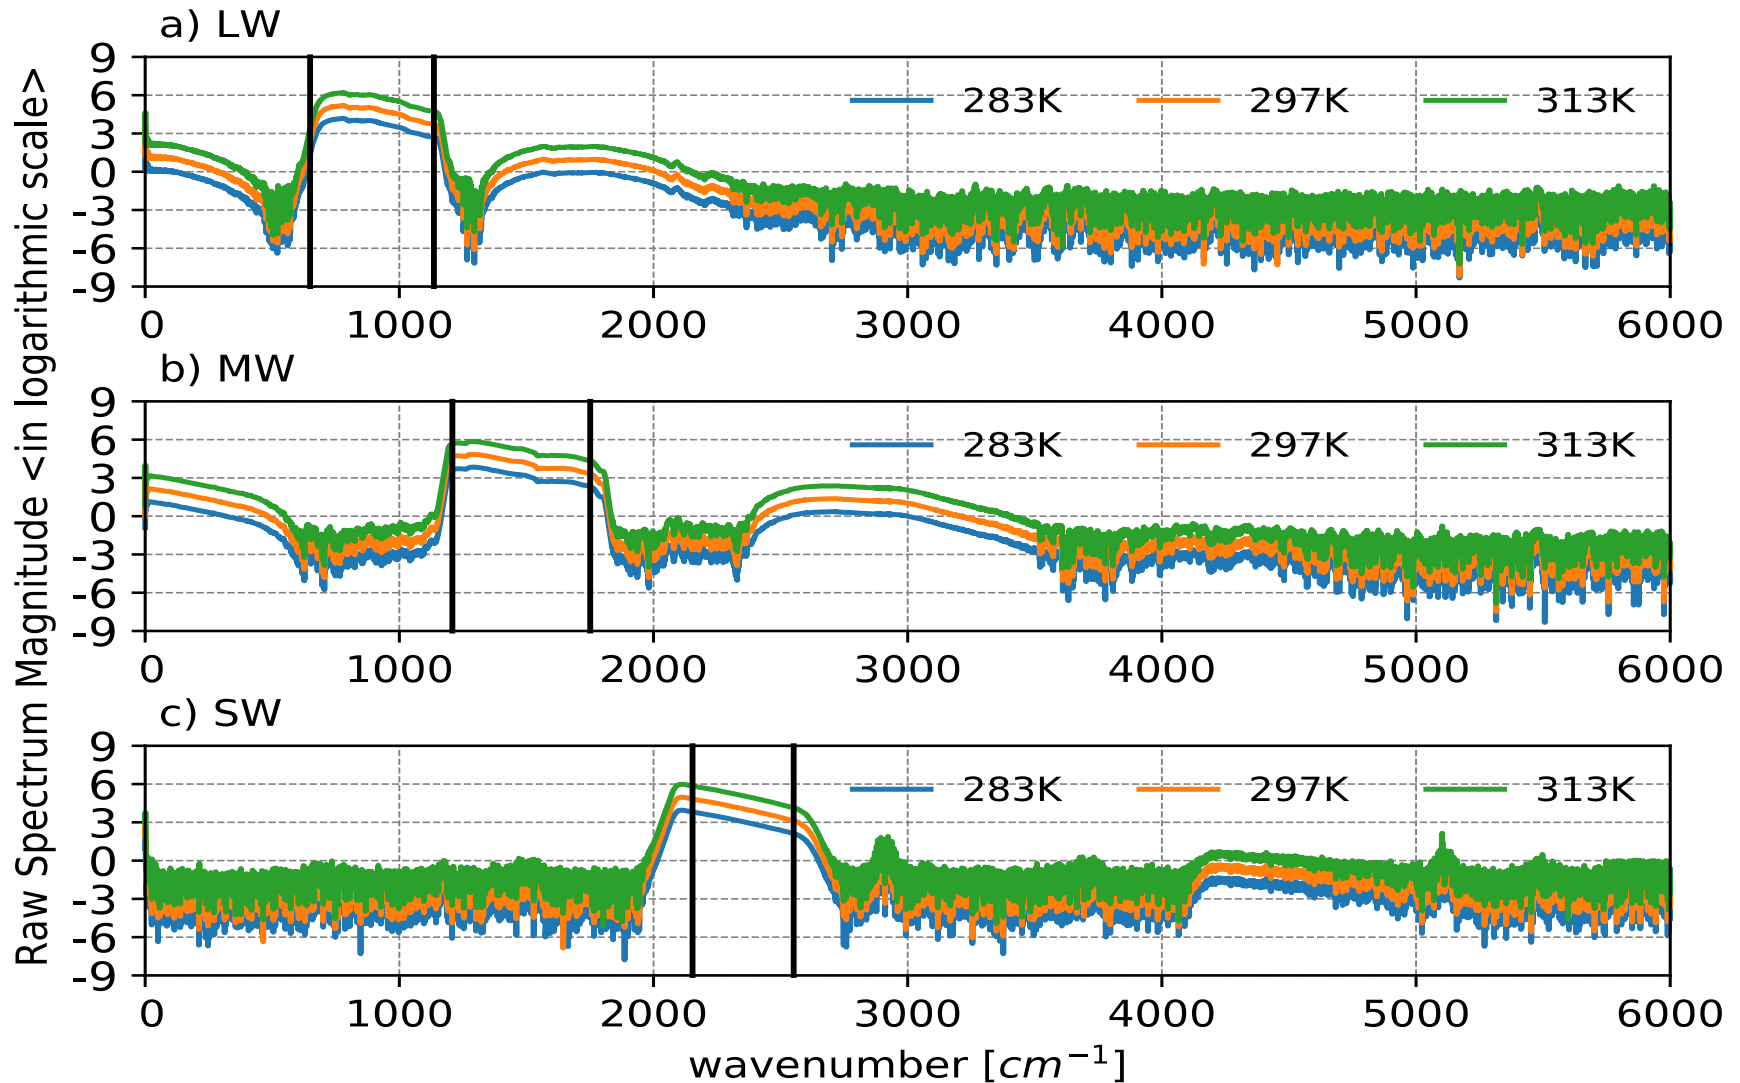 a) LW
9
6
3
0
-3
-6
-9
283K 297K 313K
0 1000 2000 3000 4000 5000 6000
b) MW
9
6
3
0
-3
-6
-9
283K 297K 313K
0 1000 2000 3000 4000 5000 6000
c) SW
9
6
3
0
-3
-6
-9
283K 297K 313K
0 1000 2000 3000 4000 5000 6000
wavenumber [cm⁻¹]
Raw Spectrum Magnitude <in logarithmic scale>